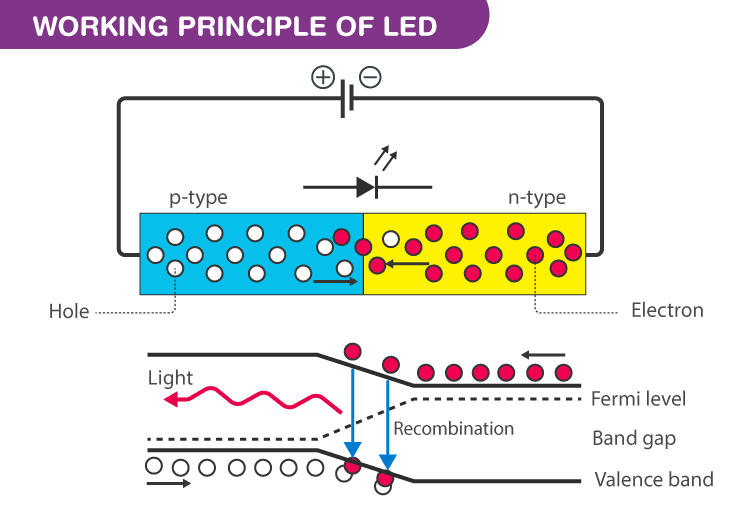 WORKING PRINCIPLE OF LED
+ −
p-type
n-type
Hole
Electron
Light
Fermi level
Recombination
Band gap
Valence band